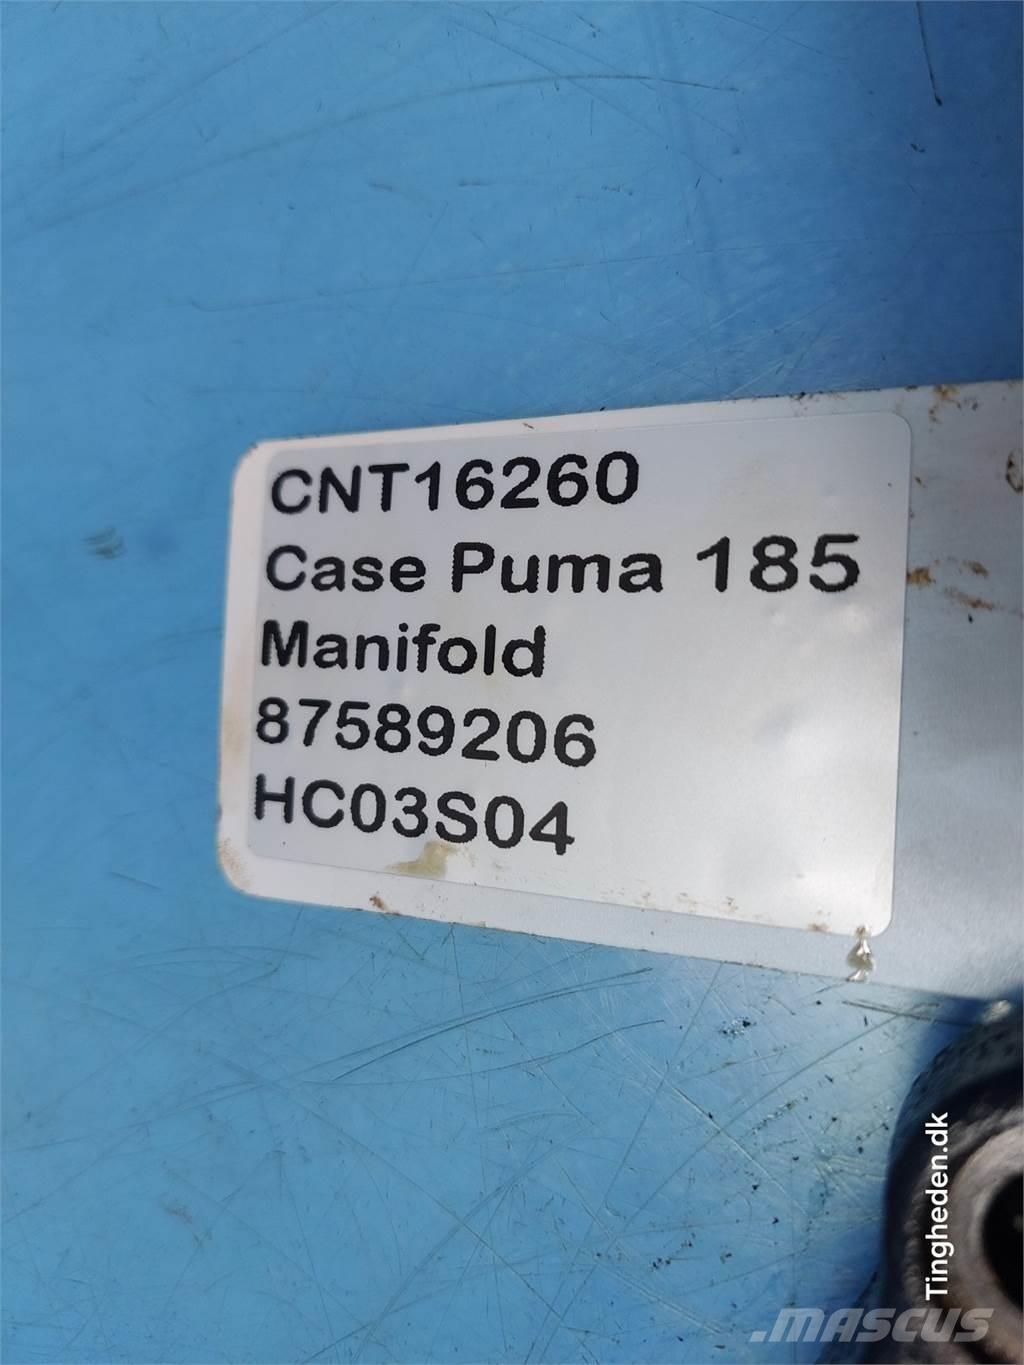 CNT16260
Case Puma 185
Manifold
87589206
HC03S04
Tingheden.dk
.MASCUS